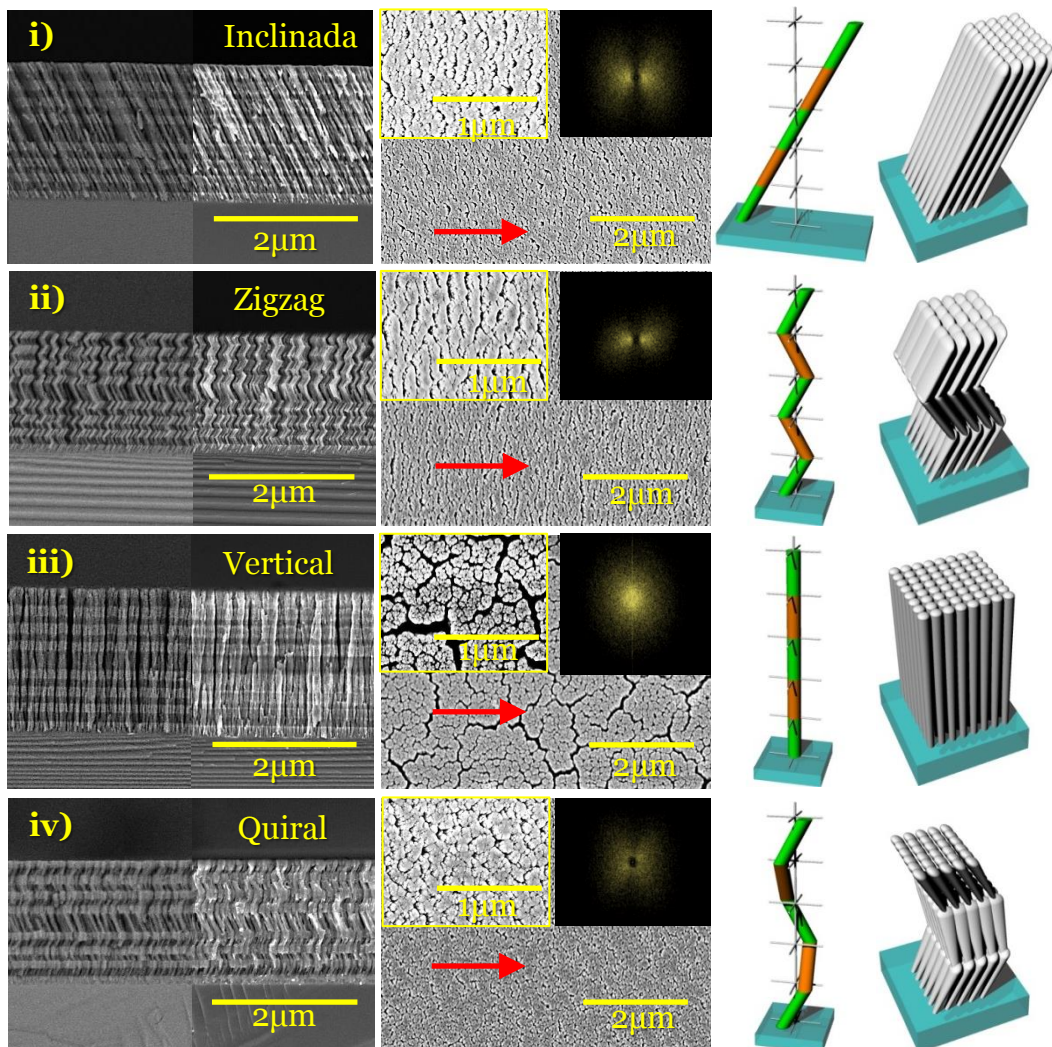 i)
Inclinada
2µm
1µm
2µm
ii)
Zigzag
2µm
1µm
2µm
iii)
Vertical
2µm
1µm
2µm
iv)
Quiral
2µm
1µm
2µm